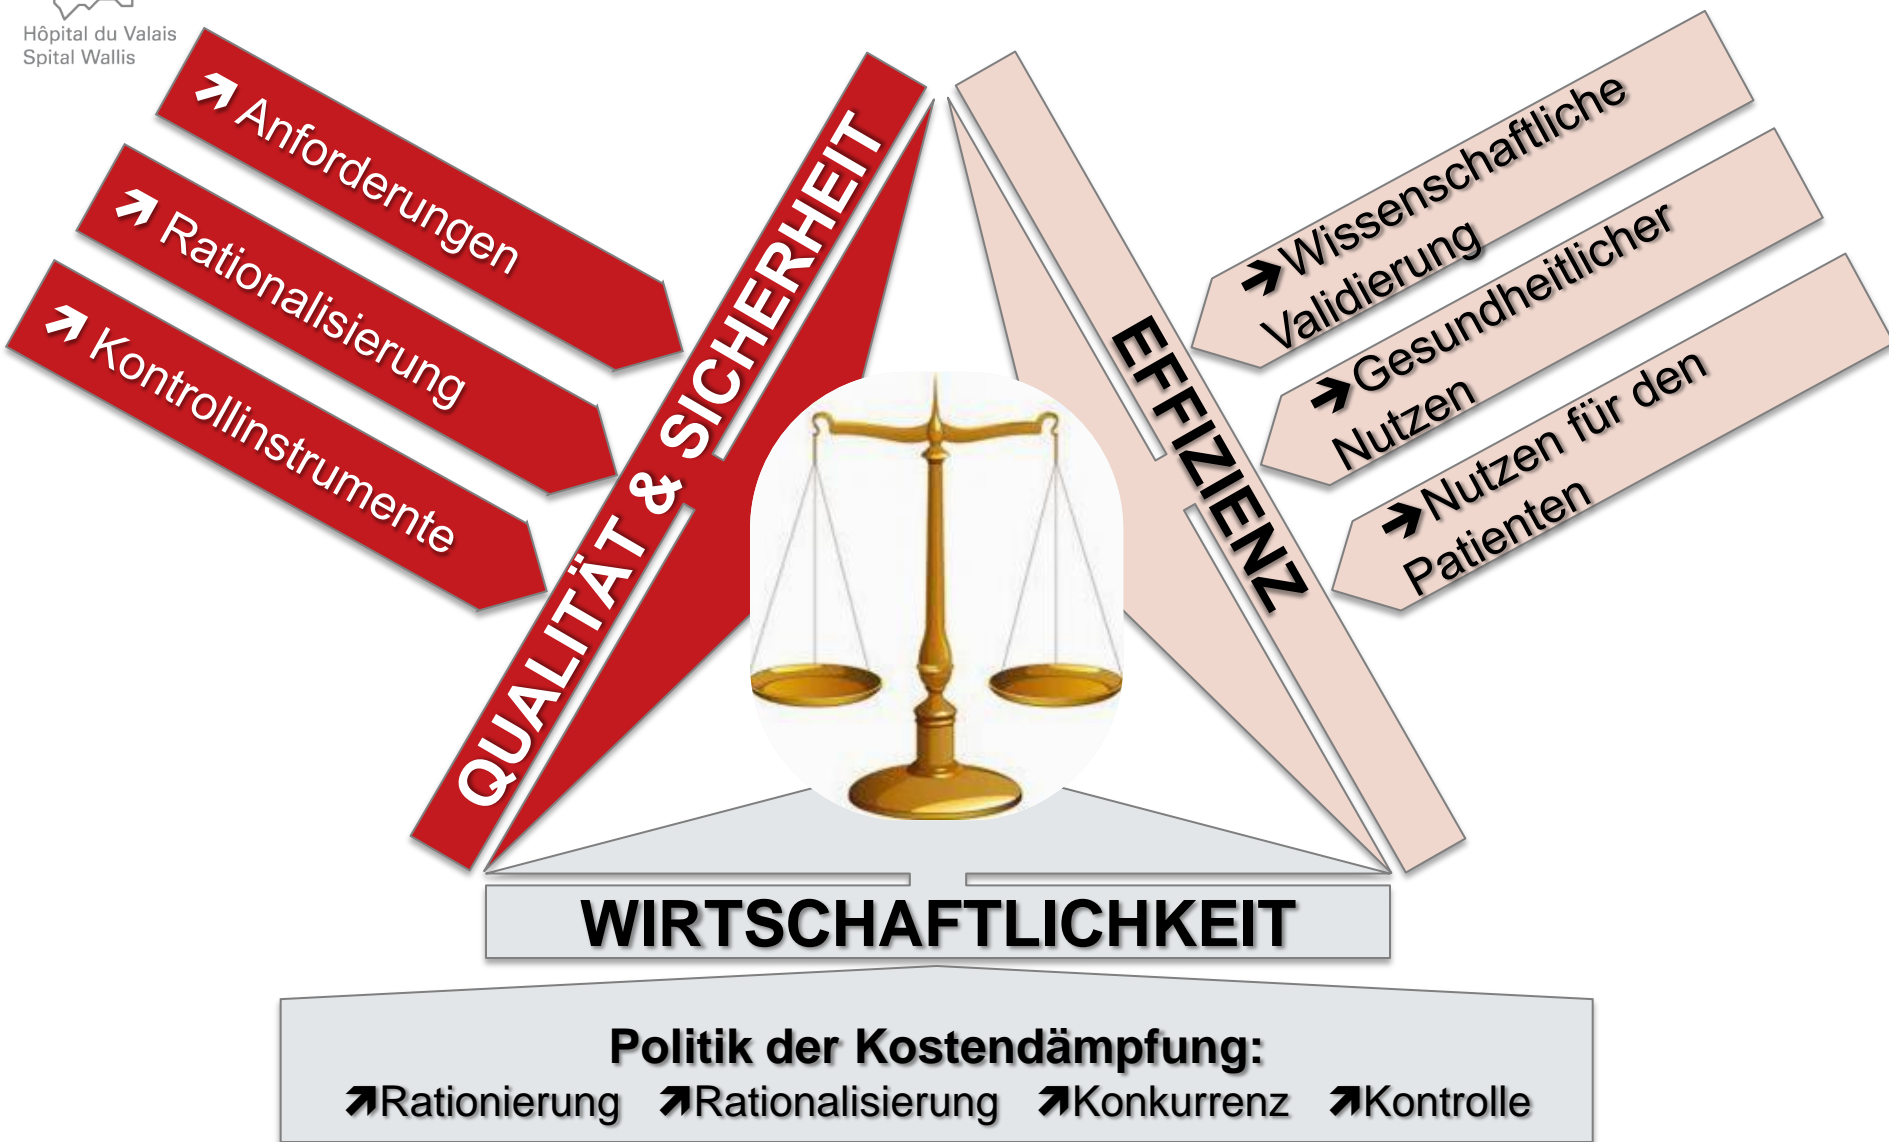 Hôpital du Valais
Spital Wallis
➚ Anforderungen
➚ Rationalisierung
➚ Kontrollinstrumente
QUALITÄT & SICHERHEIT
EFFIZIENZ
➔Wissenschaftliche
Validierung
➔Gesundheitlicher
Nutzen
➔Nutzen für den
Patienten
WIRTSCHAFTLICHKEIT
Politik der Kostendämpfung:
➚Rationierung ➚Rationalisierung ➚Konkurrenz ➚Kontrolle